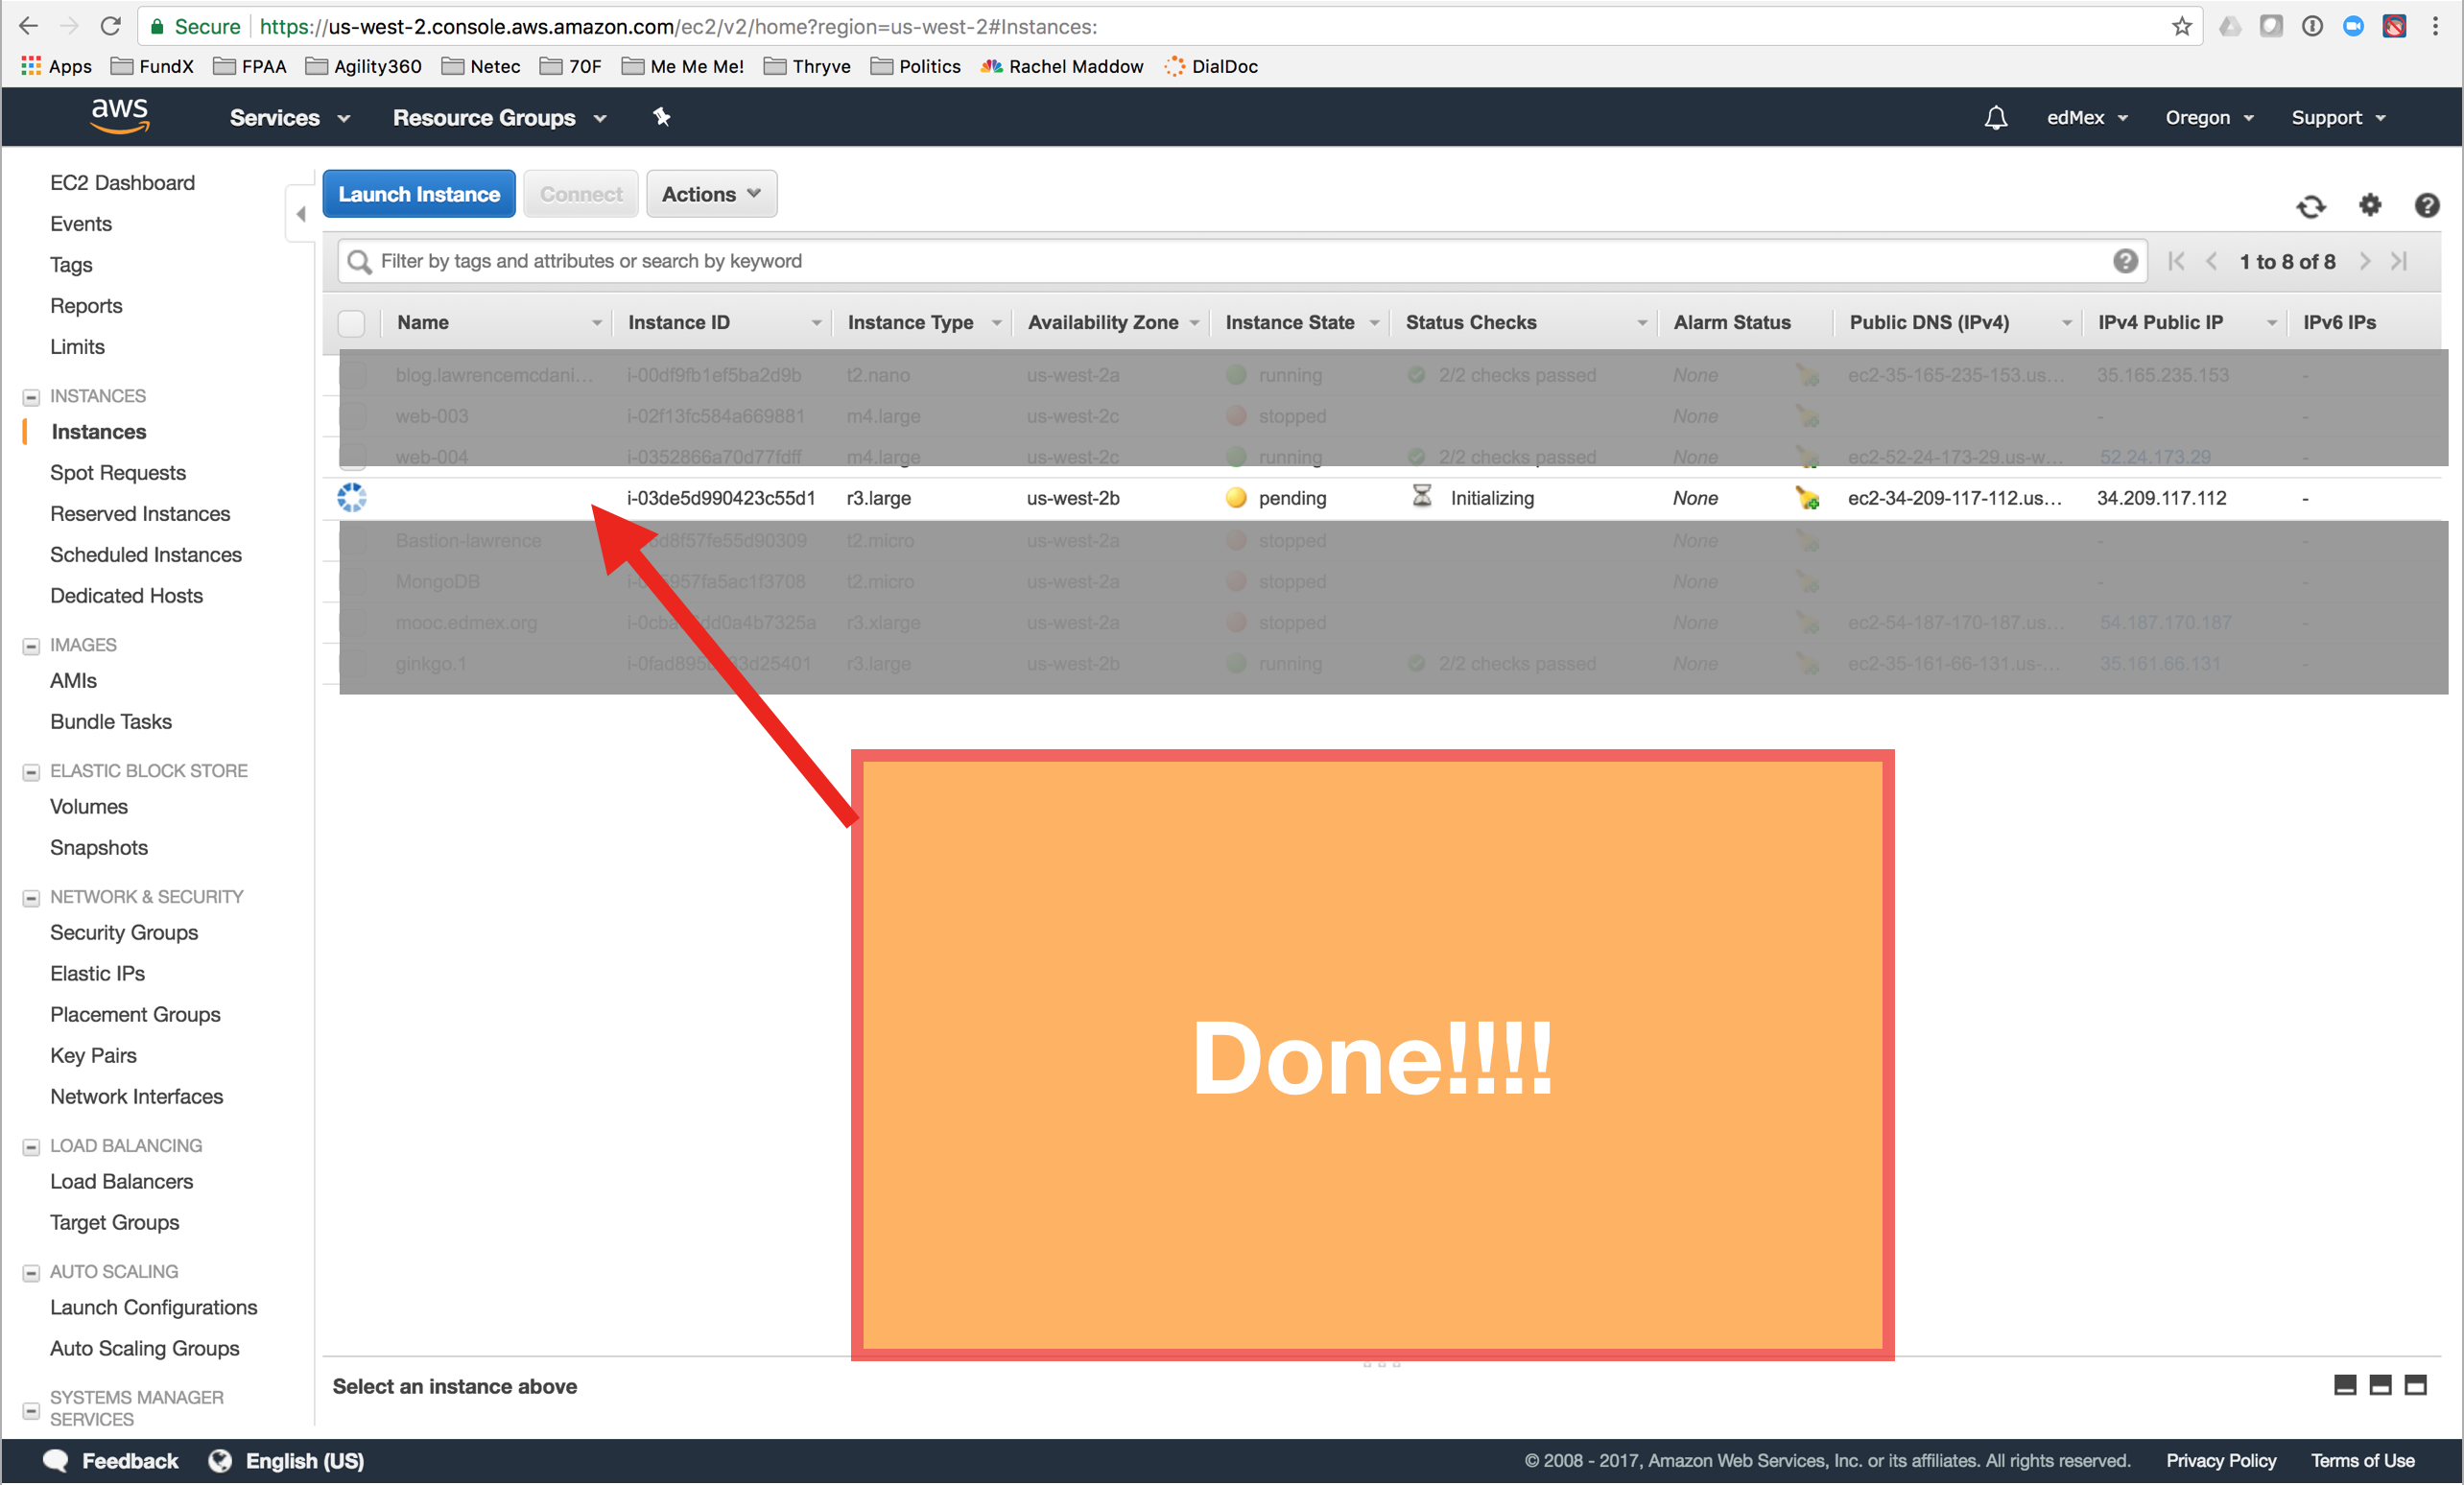 Secure https://us-west-2.console.aws.amazon.com/ec2/v2/home?region=us-west-2#Instances:
Apps FundX FPAA Agility360 Netec 70F Me Me Me! Thryve Politics Rachel Maddow DialDoc
aws Services Resource Groups edMex Oregon Support
EC2 Dashboard
Events
Tags
Reports
Limits
INSTANCES
Instances
Spot Requests
Reserved Instances
Scheduled Instances
Dedicated Hosts
IMAGES
AMIs
Bundle Tasks
ELASTIC BLOCK STORE
Volumes
Snapshots
NETWORK & SECURITY
Security Groups
Elastic IPs
Placement Groups
Key Pairs
Network Interfaces
LOAD BALANCING
Load Balancers
Target Groups
AUTO SCALING
Launch Configurations
Auto Scaling Groups
SYSTEMS MANAGER
SERVICES
Launch Instance Connect Actions
Filter by tags and attributes or search by keyword 1 to 8 of 8
Name Instance ID Instance Type Availability Zone Instance State Status Checks Alarm Status Public DNS (IPv4) IPv4 Public IP IPv6 IPs
blog.lawrencemcdani... i-00df9fb1ef5ba2d9b t2.nano us-west-2a running 2/2 checks passed None ec2-35-165-235-153.us... 35.165.235.153 -
web-003 i-02f13fc584a669881 m4.large us-west-2c stopped None - -
web-004 i-0352866a70d77fdff m4.large us-west-2c running 2/2 checks passed None ec2-52-24-173-29.us-w... 52.24.173.29 -
i-03de5d990423c55d1 r3.large us-west-2b pending Initializing None ec2-34-209-117-112.us... 34.209.117.112 -
Bastion-lawrence t2.micro us-west-2a stopped None - -
MongoDB t2.micro us-west-2a stopped None - -
mooc.edmex.org r3.xlarge us-west-2a stopped None ec2-54-187-170-187.us... 54.187.170.187 -
ginkgo.1 r3.large us-west-2b running 2/2 checks passed None ec2-35-161-66-131.us-... 35.161.66.131 -
Done!!!!
Select an instance above
Feedback English (US) © 2008 - 2017, Amazon Web Services, Inc. or its affiliates. All rights reserved. Privacy Policy Terms of Use